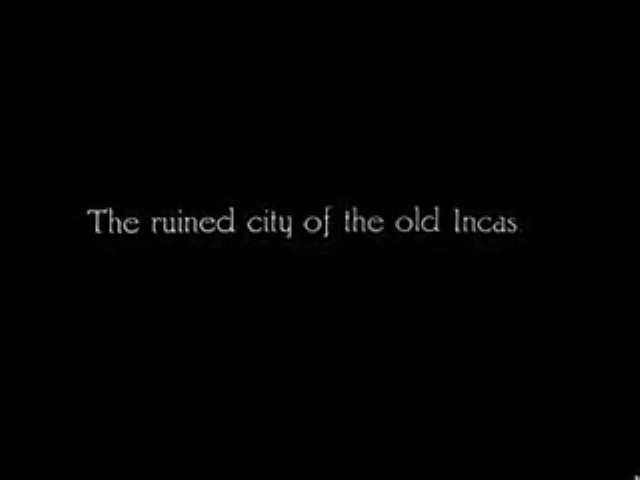 The ruined city of the old Incas.